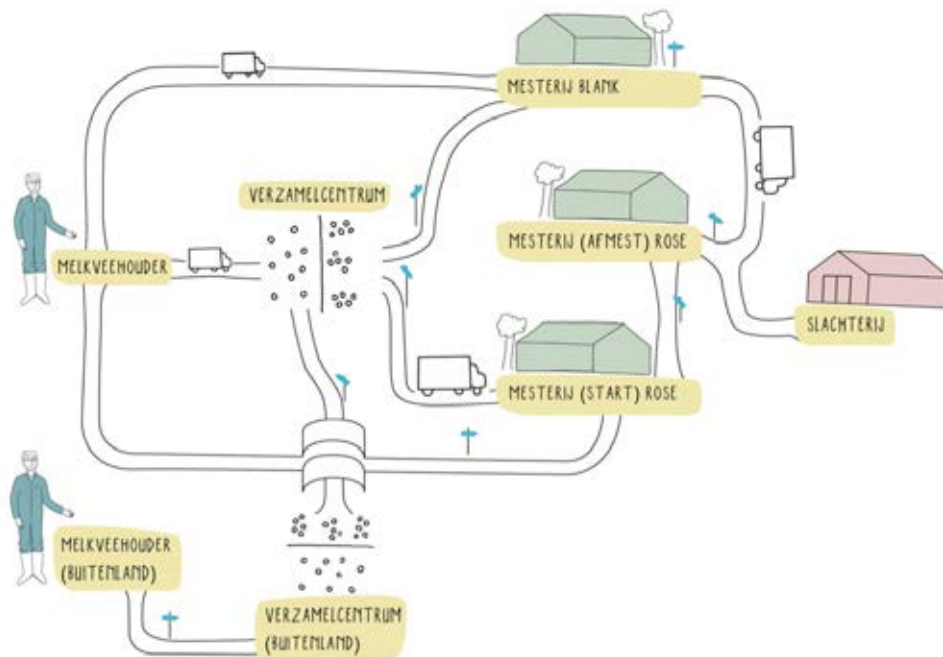 MESTERIJ BLANK
VERZAMELCENTRUM
MESTERIJ (AFMEST) ROSE
MELKVEEHOUDER
SLACHTERIJ
MESTERIJ (START) ROSE
MELKVEEHOUDER
(BUITENLAND)
VERZAMELCENTRUM
(BUITENLAND)